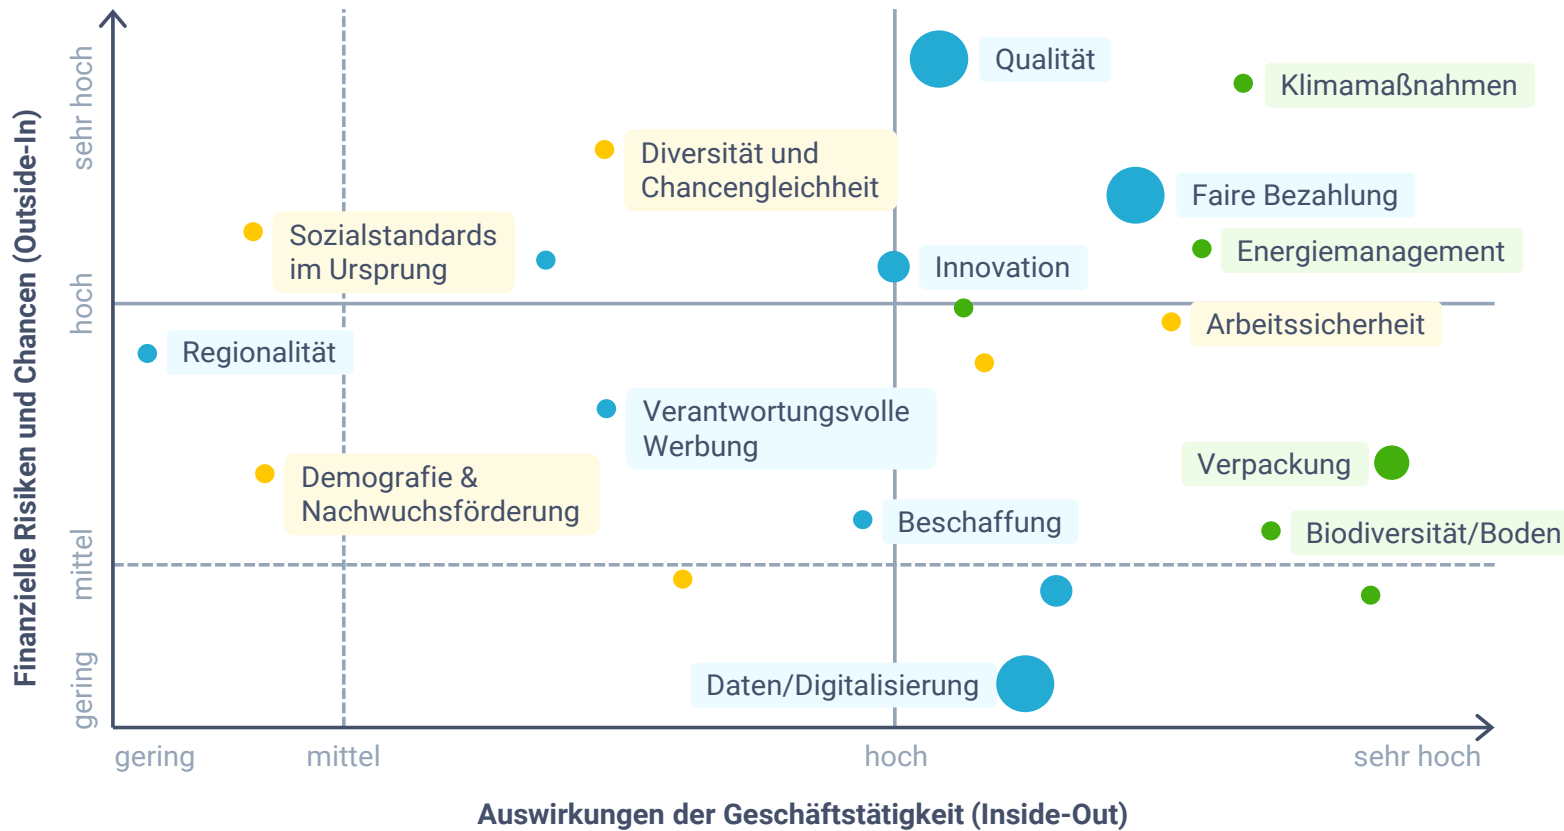 Finanzielle Risiken und Chancen (Outside-In)
sehr hoch
hoch
mittel
gering
Qualität
Klimamaßnahmen
Diversität und
Chancengleichheit
Faire Bezahlung
Sozialstandards
im Ursprung
Energiemanagement
Innovation
Arbeitssicherheit
Regionalität
Verantwortungsvolle
Werbung
Verpackung
Demografie &
Nachwuchsförderung
Beschaffung
Biodiversität/Boden
Daten/Digitalisierung
gering
mittel
hoch
sehr hoch
Auswirkungen der Geschäftstätigkeit (Inside-Out)